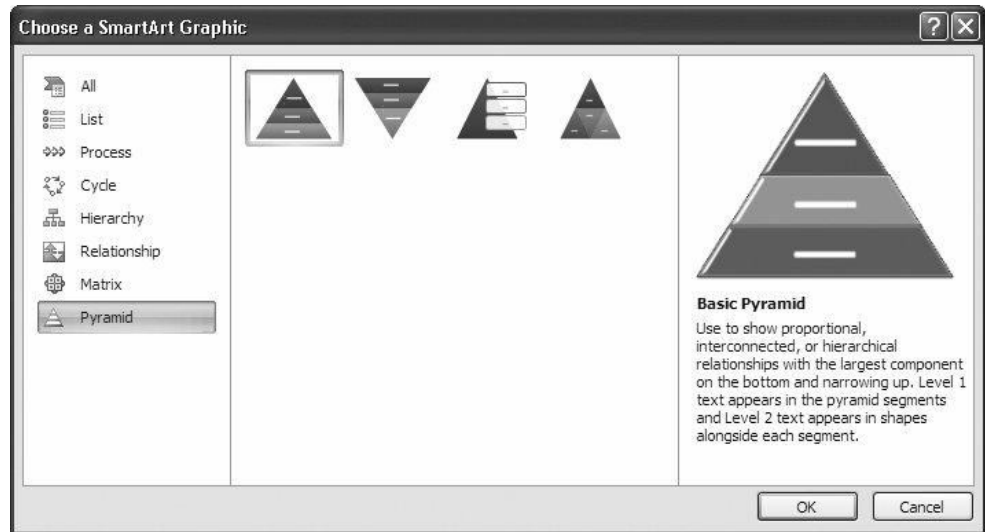 Choose a SmartArt Graphic
All
List
Process
Cycle
Hierarchy
Relationship
Matrix
Pyramid
Basic Pyramid
Use to show proportional,
interconnected, or hierarchical
relationships with the largest component
on the bottom and narrowing up. Level 1
text appears in the pyramid segments
and Level 2 text appears in shapes
alongside each segment.
OK
Cancel